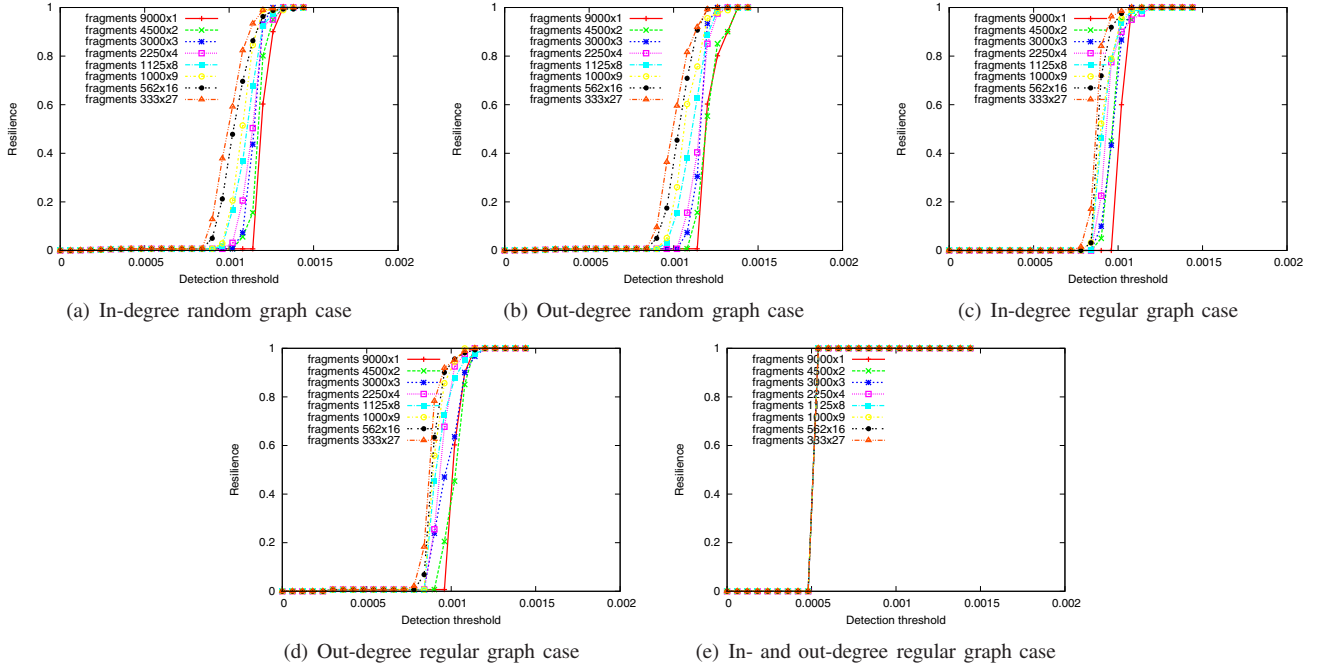 1
0.8
0.6
0.4
0.2
0
Resilience
fragments 9000x1
fragments 4500x2
fragments 3000x3
fragments 2250x4
fragments 1125x8
fragments 1000x9
fragments 562x16
fragments 333x27
0 0.0005 0.001 0.0015 0.002
Detection threshold
(a) In-degree random graph case
1
0.8
0.6
0.4
0.2
0
Resilience
fragments 9000x1
fragments 4500x2
fragments 3000x3
fragments 2250x4
fragments 1125x8
fragments 1000x9
fragments 562x16
fragments 333x27
0 0.0005 0.001 0.0015 0.002
Detection threshold
(b) Out-degree random graph case
1
0.8
0.6
0.4
0.2
0
Resilience
fragments 9000x1
fragments 4500x2
fragments 3000x3
fragments 2250x4
fragments 1125x8
fragments 1000x9
fragments 562x16
fragments 333x27
0 0.0005 0.001 0.0015 0.002
Detection threshold
(c) In-degree regular graph case
1
0.8
0.6
0.4
0.2
0
Resilience
fragments 9000x1
fragments 4500x2
fragments 3000x3
fragments 2250x4
fragments 1125x8
fragments 1000x9
fragments 562x16
fragments 333x27
0 0.0005 0.001 0.0015 0.002
Detection threshold
(d) Out-degree regular graph case
1
0.8
0.6
0.4
0.2
0
Resilience
fragments 9000x1
fragments 4500x2
fragments 3000x3
fragments 2250x4
fragments 1125x8
fragments 1000x9
fragments 562x16
fragments 333x27
0 0.0005 0.001 0.0015 0.002
Detection threshold
(e) In- and out-degree regular graph case